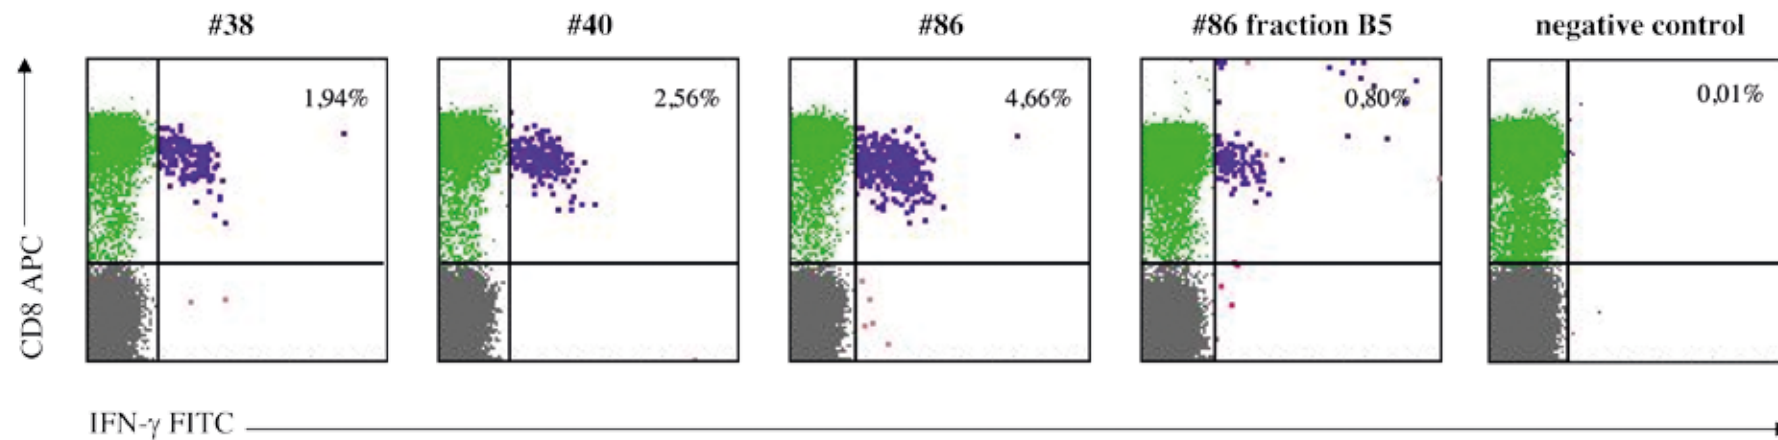 #38 #40 #86 #86 fraction B5 negative control
1,94% 2,56% 4,66% 0,80% 0,01%
CD8 APC
IFN-γ FITC